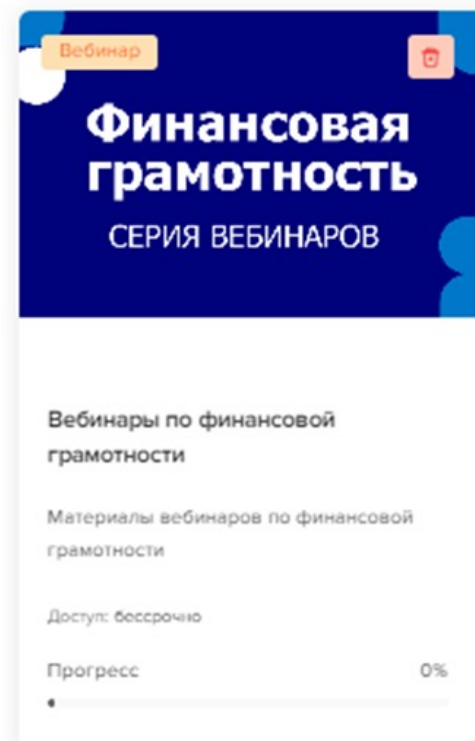 Вебинар
Финансовая
грамотность
СЕРИЯ ВЕБИНАРОВ
Вебинары по финансовой
грамотности
Материалы вебинаров по финансовой
грамотности
Доступ: бессрочно
Прогресс 0%